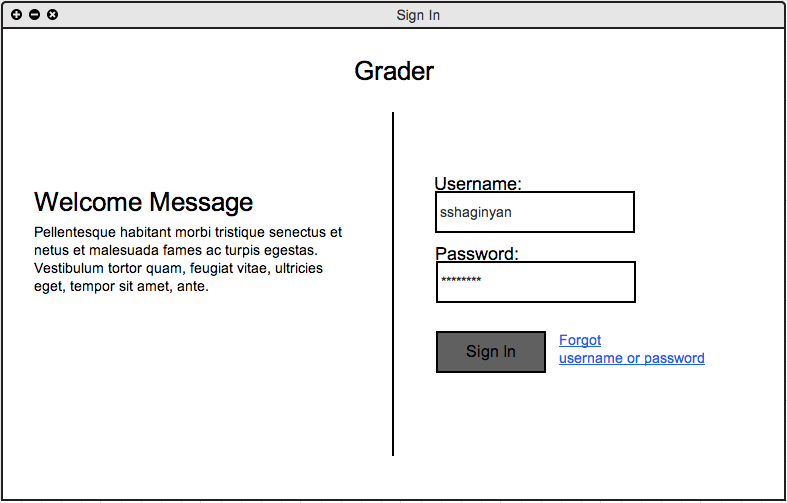 Sign In
Grader
Welcome Message
Pellentesque habitant morbi tristique senectus et
netus et malesuada fames ac turpis egestas.
Vestibulum tortor quam, feugiat vitae, ultricies
eget, tempor sit amet, ante.
Username:
sshaginyan
Password:
********
Sign In
Forgot
username or password